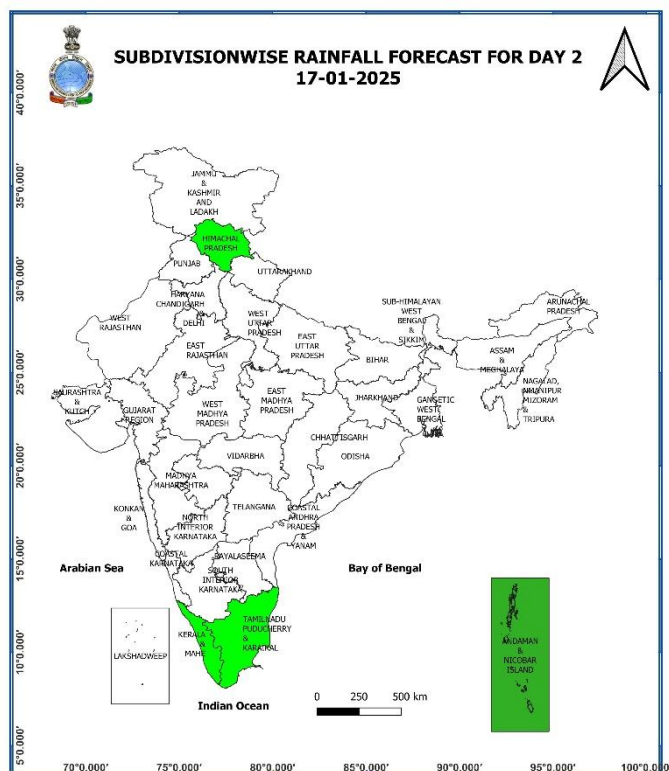 SUBDIVISIONWISE RAINFALL FORECAST FOR DAY 2
17-01-2025
40°0.000'
35°0.000'
30°0.000'
25°0.000'
20°0.000'
15°0.000'
10°0.000'
5°0.000'
JAMMU
&
KASHMIR
AND
LADAKH
HIMACHAL
PRADESH
PUNJAB
UTTARAKHAND
HARYANA
CHANDIGARH
&
DELHI
WEST
RAJASTHAN
WEST
UTTAR
PRADESH
EAST
RAJASTHAN
EAST
UTTAR
PRADESH
SUB-HIMALAYAN
WEST
BENGAL
&
SIKKIM
ARUNACHAL
PRADESH
BIHAR
ASSAM
&
MEGHALAYA
NAGALAD,
MANIPUR
MIZORAM
&
TRIPURA
SAURASHTRA
&
KUTCH
GUJARAT
REGION
WEST
MADHYA
PRADESH
EAST
MADHYA
PRADESH
JHARKHAND
GANGETIC
WEST
BENGAL
CHHATTISGARH
ODISHA
VIDARBHA
MADHYA
MAHARASHTRA
TELANGANA
KONKAN
&
GOA
NORTH
INTERIOR
KARNATAKA
COASTAL
ANDHRA
PRADESH
&
YANAM
COASTAL
KARNATAKA
RAYALASEEMA
SOUTH
INTERIOR
KARNATAKA
Arabian Sea
Bay of Bengal
KERALA
&
MAHE
TAMILNADU
PUDUCHERRY
&
KARAIKAL
LAKSHADWEEP
ANDAMAN
&
NICOBAR
ISLAND
Indian Ocean
0 250 500 km
70°0.000' 75°0.000' 80°0.000' 85°0.000' 90°0.000' 95°0.000' 100°0.000'